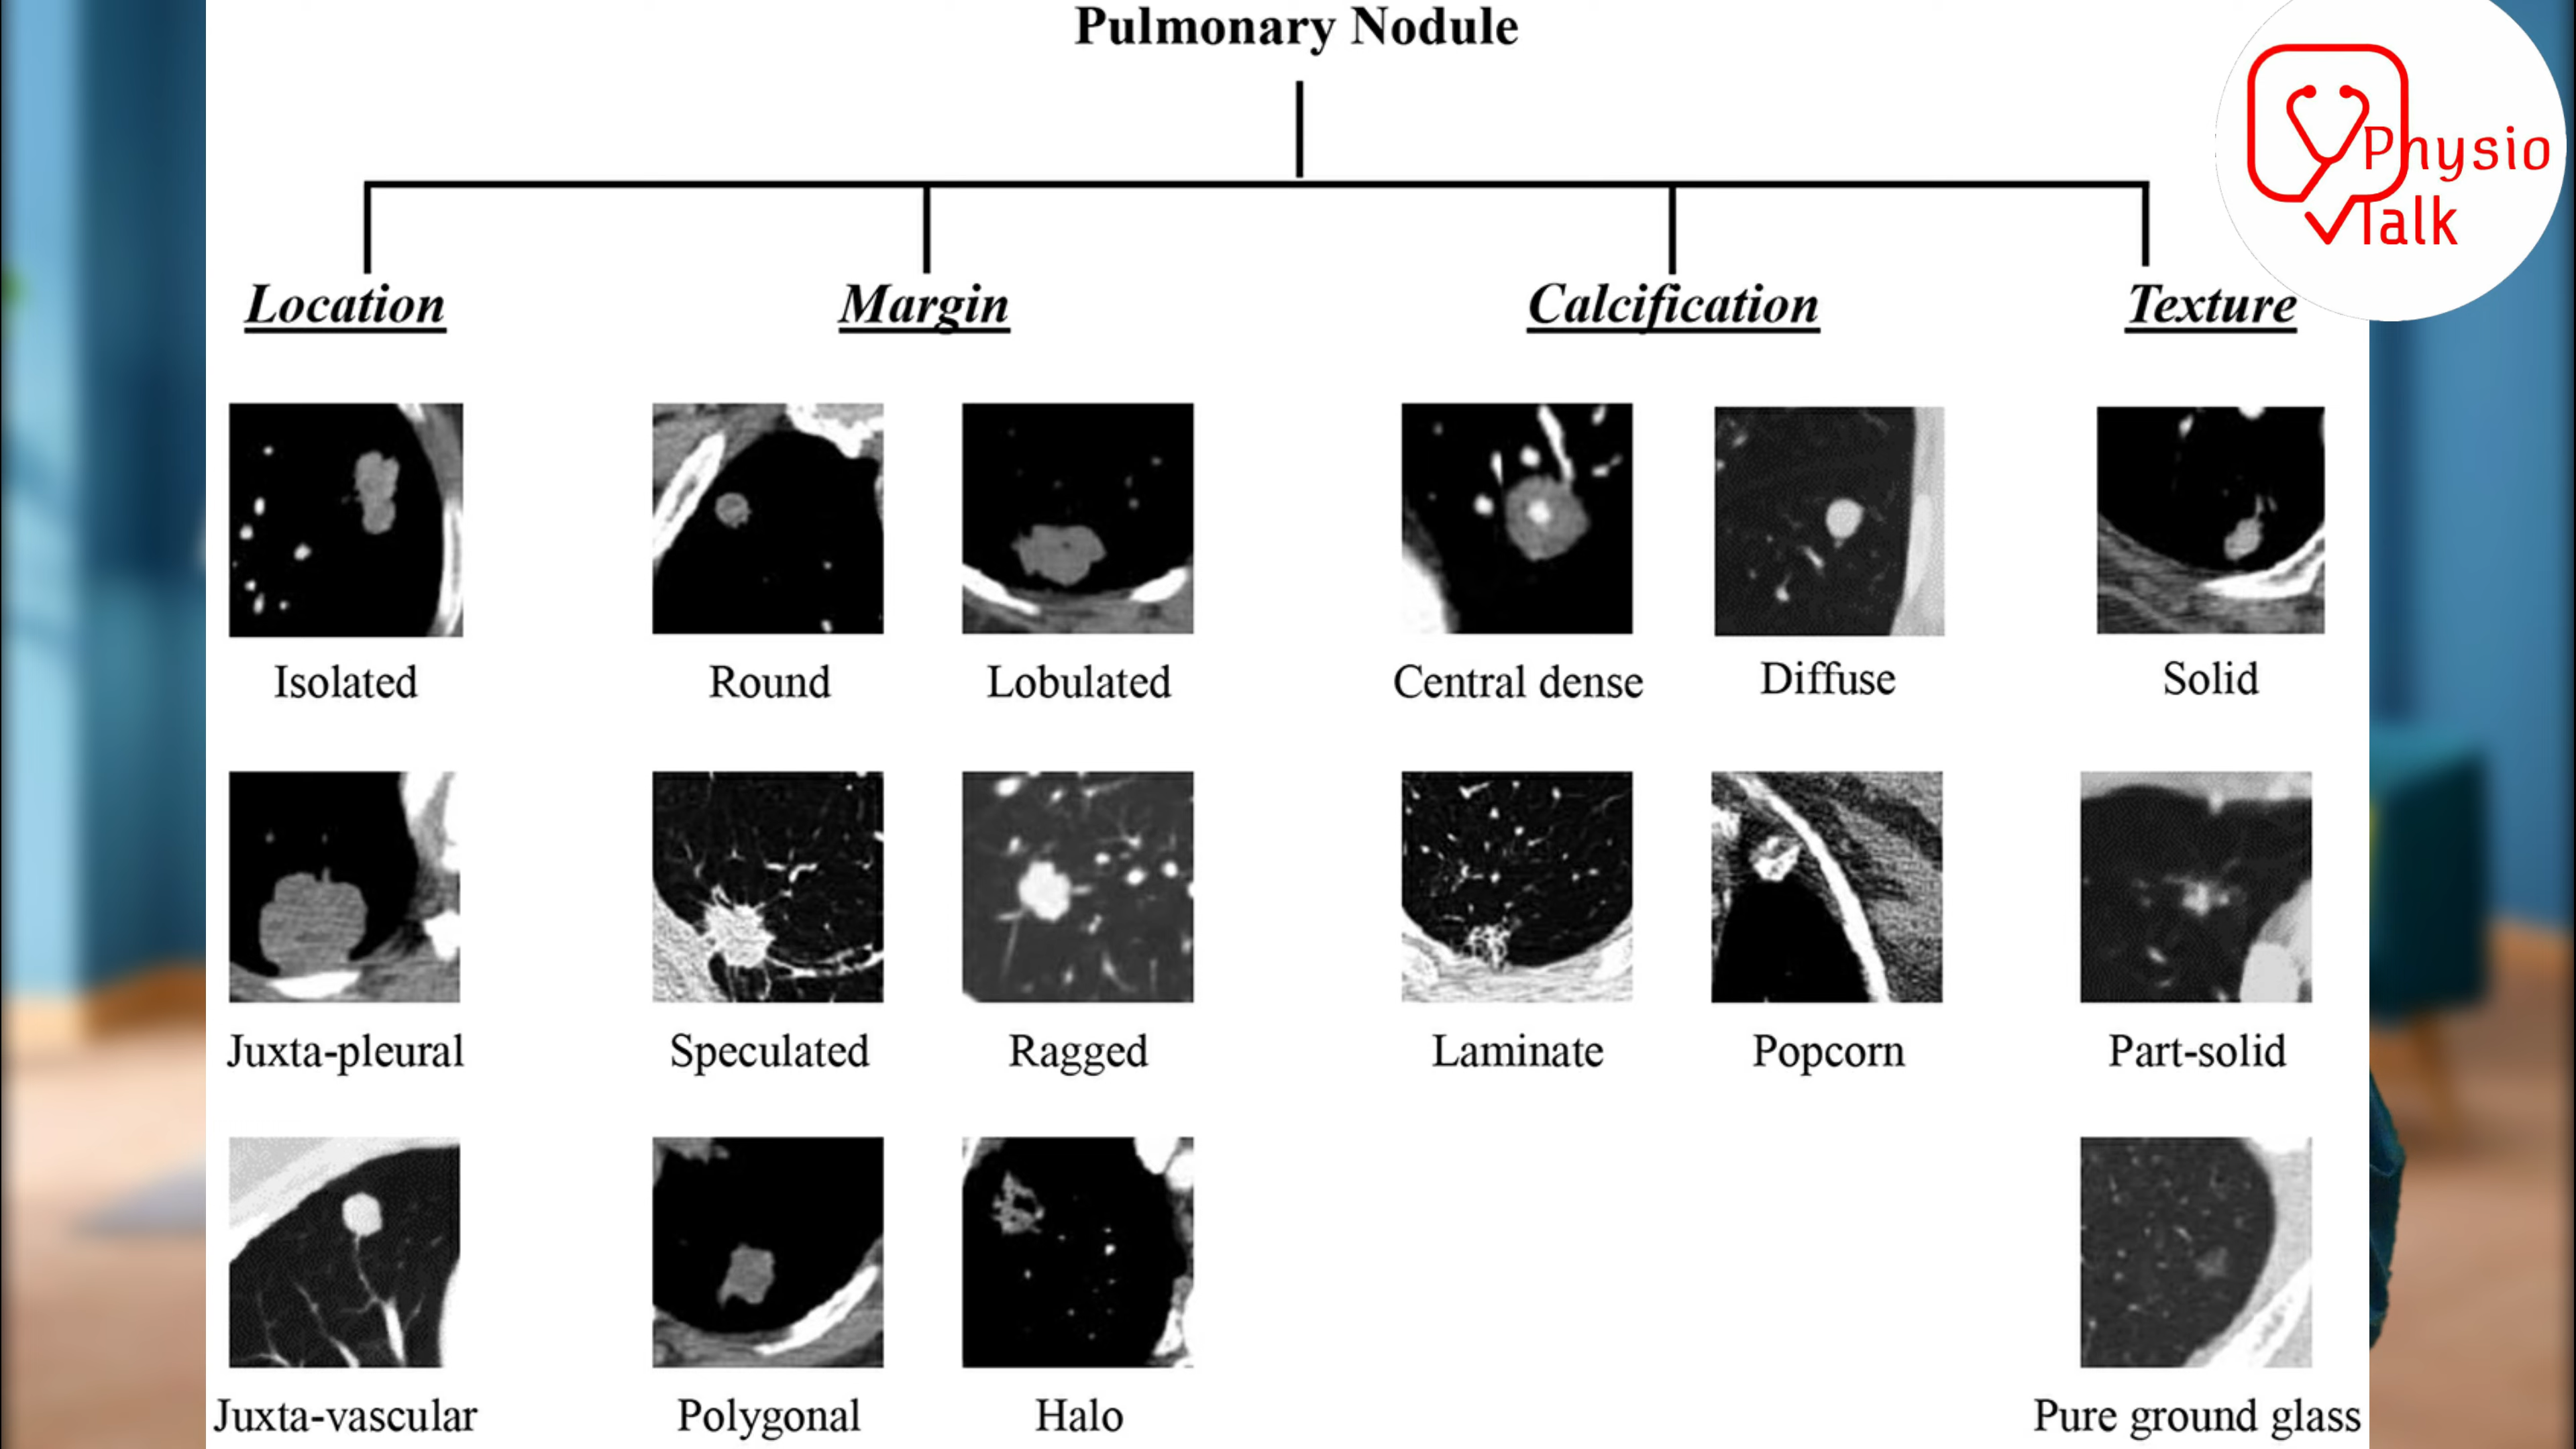 Pulmonary Nodule
Physio
Talk
Location
Margin
Calcification
Texture
Isolated
Round
Lobulated
Central dense
Diffuse
Solid
Juxta-pleural
Speculated
Ragged
Laminate
Popcorn
Part-solid
Juxta-vascular
Polygonal
Halo
Pure ground glass